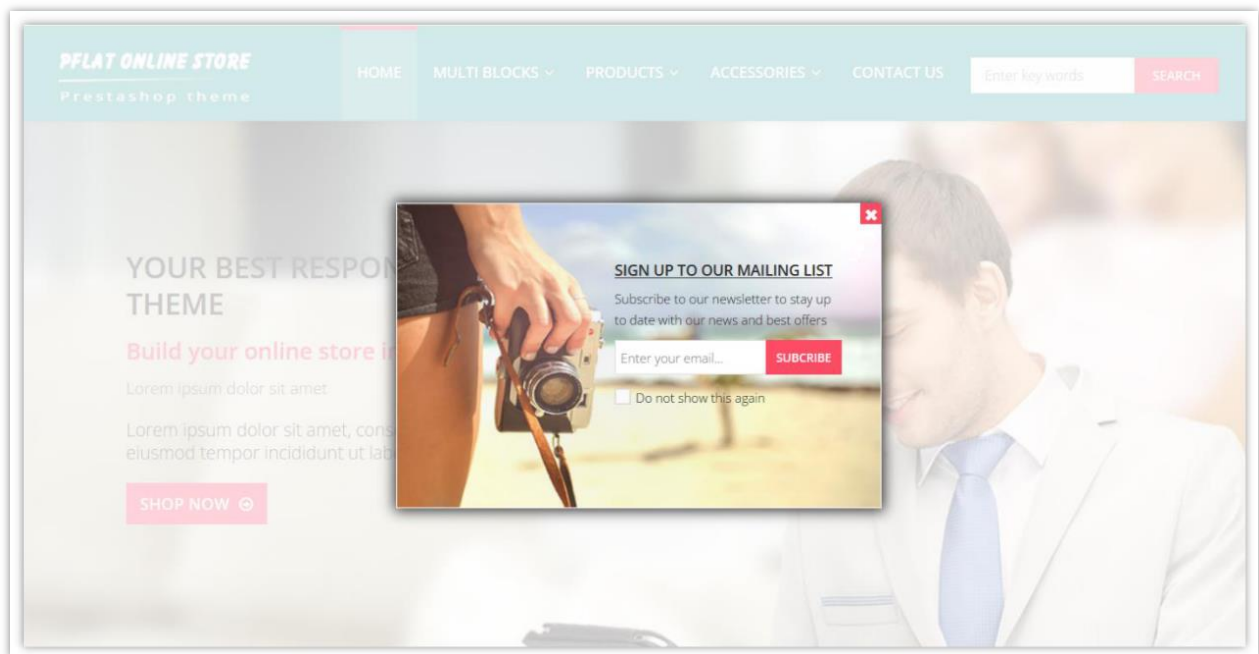 PFLAT ONLINE STORE
Prestashop theme
HOME
MULTI BLOCKS
PRODUCTS
ACCESSORIES
CONTACT US
Enter key words
SEARCH
YOUR BEST RESPON
THEME
Build your online store i
Lorem ipsum dolor sit amet
Lorem ipsum dolor sit amet, cons
eiusmod tempor incididunt ut lab
SHOP NOW
SIGN UP TO OUR MAILING LIST
Subscribe to our newsletter to stay up
to date with our news and best offers
Enter your email...
SUBCRIBE
Do not show this again